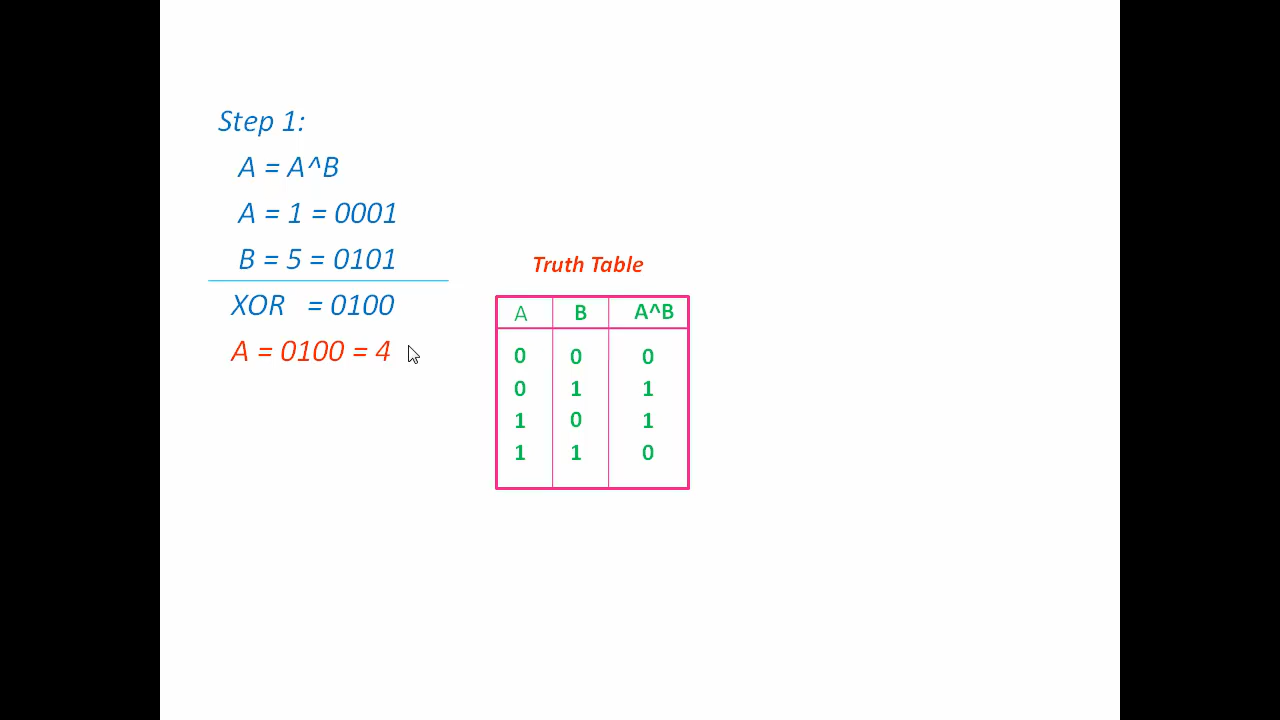 Step 1:
A = A^B
A = 1 = 0001
B = 5 = 0101
XOR = 0100
A = 0100 = 4
Truth Table
A B A^B
0 0 0
0 1 1
1 0 1
1 1 0